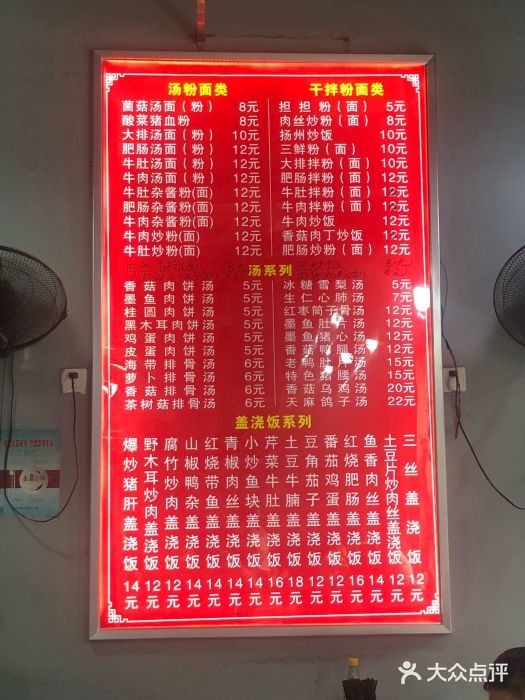 汤粉面类
菌菇汤面(粉) 8元
酸菜猪血粉 8元
大排汤面(粉) 10元
肥肠汤面(粉) 12元
牛肚汤面(粉) 12元
牛肉汤面(粉) 12元
牛肚杂酱粉(面) 12元
肥肠杂酱粉(面) 12元
牛肉杂酱粉(面) 12元
牛肉炒粉(面) 12元
牛肚炒粉(面) 12元
干拌粉面类
担担粉(面) 5元
肉丝炒粉(面) 8元
扬州炒饭 10元
三鲜粉(面) 10元
大排拌粉(面) 12元
肥肠拌粉(面) 12元
牛肚拌粉(面) 12元
牛肉拌粉(面) 12元
牛肉炒饭 12元
香菇肉丁炒饭 12元
肥肠炒粉(面) 12元
汤系列
香菇肉饼汤 5元
墨鱼肉饼汤 5元
桂圆肉饼汤 5元
黑木耳肉饼汤 5元
鸡蛋肉饼汤 5元
皮蛋肉饼汤 5元
海带排骨汤 6元
萝卜排骨汤 6元
香菇排骨汤 6元
茶树菇排骨汤 6元
冰糖雪梨汤 5元
生仁心肺汤 7元
红枣筒子骨汤 12元
墨鱼肚片汤 12元
墨鱼猪心汤 12元
香菇鸭腿汤 12元
老鸭肚片汤 15元
特色猪腰汤 15元
香菇乌鸡汤 20元
天麻鸽子汤 22元
盖浇饭系列
爆炒猪肝盖浇饭 14元
野木耳炒肉盖浇饭 12元
腐竹炒肉盖浇饭 12元
山椒鸭杂盖浇饭 14元
红烧带鱼盖浇饭 14元
青椒肉丝盖浇饭 14元
小炒鱼块盖浇饭 14元
芹菜牛肚盖浇饭 16元
土豆牛腩盖浇饭 18元
豆角茄子盖浇饭 12元
番茄鸡蛋盖浇饭 12元
红烧肥肠盖浇饭 16元
鱼香肉丝盖浇饭 14元
土豆片炒肉丝盖浇饭 12元
三丝盖浇饭 12元
大众点评